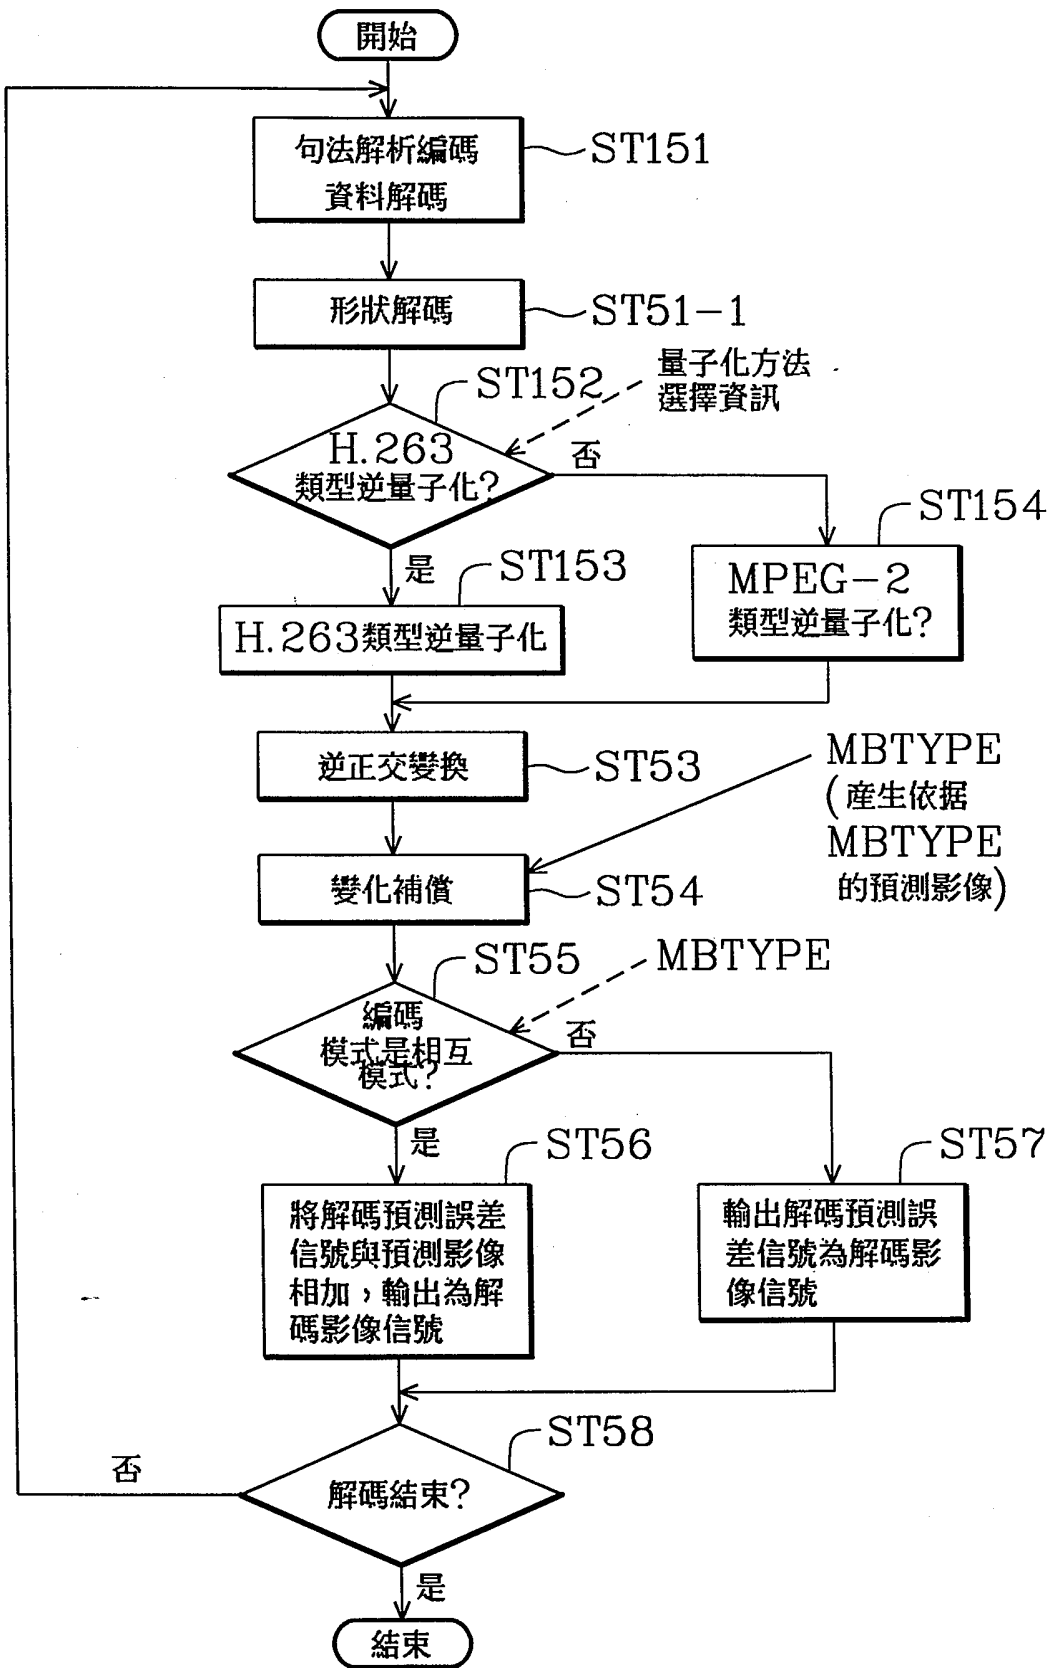 開始
句法解析編碼
資料解碼
ST151
形狀解碼
ST51-1
ST152
量子化方法
選擇資訊
H.263
類型逆量子化?
否
是
ST153
H.263類型逆量子化
ST154
MPEG-2
類型逆量子化?
逆正交變換
ST53
MBTYPE
(產生依据
MBTYPE
的預測影像)
變化補償
ST54
ST55
MBTYPE
編碼
模式是相互
模式?
否
是
ST56
將解碼預測誤差
信號與預測影像
相加，輸出為解
碼影像信號
ST57
輸出解碼預測誤
差信號為解碼影
像信號
ST58
解碼結束?
否
是
結束